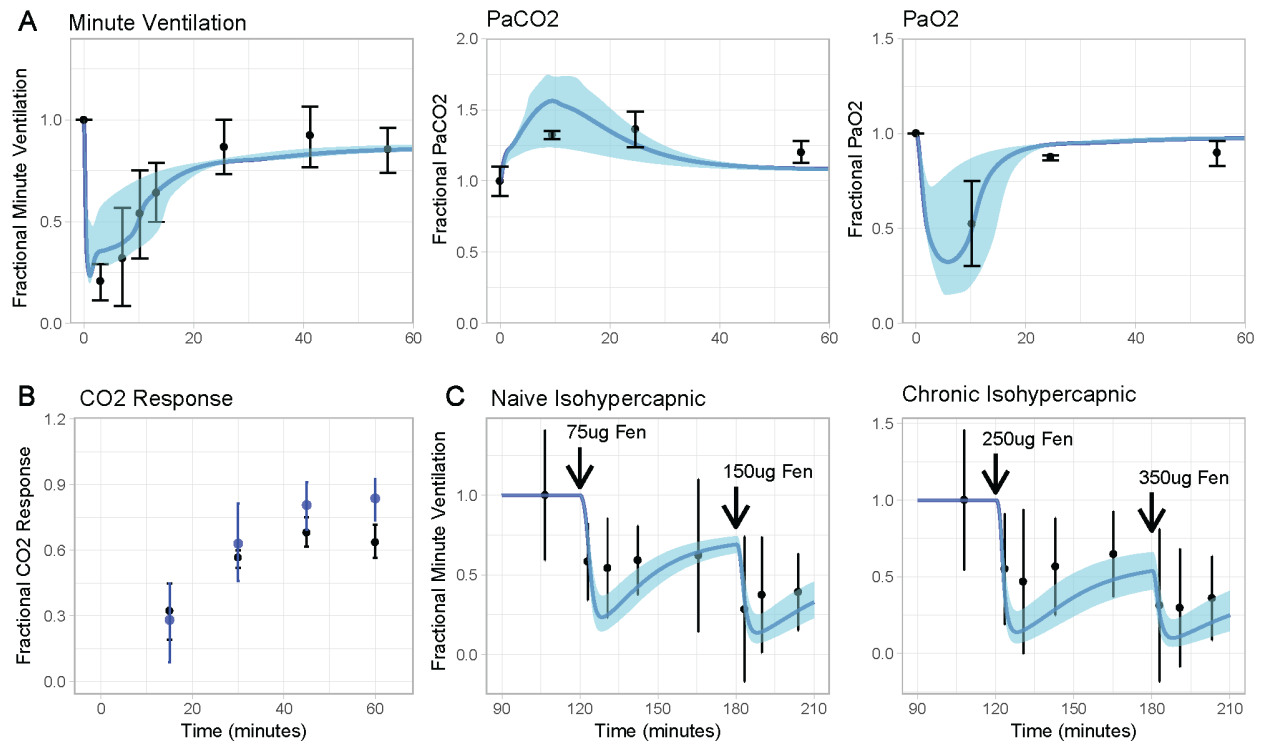 A
Minute Ventilation
PaCO2
PaO2
Fractional Minute Ventilation
1.0
0.5
0.0
0
20
40
60
Fractional PaCO2
2.0
1.5
1.0
0.5
0.0
0
20
40
60
Fractional PaO2
1.5
1.0
0.5
0.0
0
20
40
60
B
CO2 Response
Fractional CO2 Response
1.2
0.9
0.6
0.3
0.0
0
20
40
60
Time (minutes)
C
Naive Isohypercapnic
Fractional Minute Ventilation
75ug Fen
150ug Fen
1.0
0.5
0.0
90
120
150
180
210
Time (minutes)
Chronic Isohypercapnic
250ug Fen
350ug Fen
1.5
1.0
0.5
0.0
90
120
150
180
210
Time (minutes)